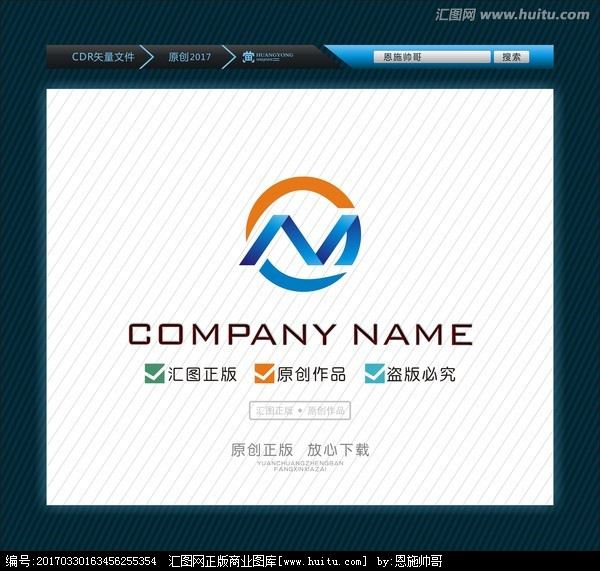 汇图网 www.huitu.com
CDR矢量文件 原创2017 HUANGYONG 恩施帅哥 搜索
COMPANY NAME
汇图正版 原创作品 盗版必究
汇图正版 • 原创作品
原创正版 放心下载
YUANCHUANGZHENGBAN
FANGXINXIAZAI
编号:20170330163456255354 汇图网正版商业图库[www.huitu.com] by:恩施帅哥